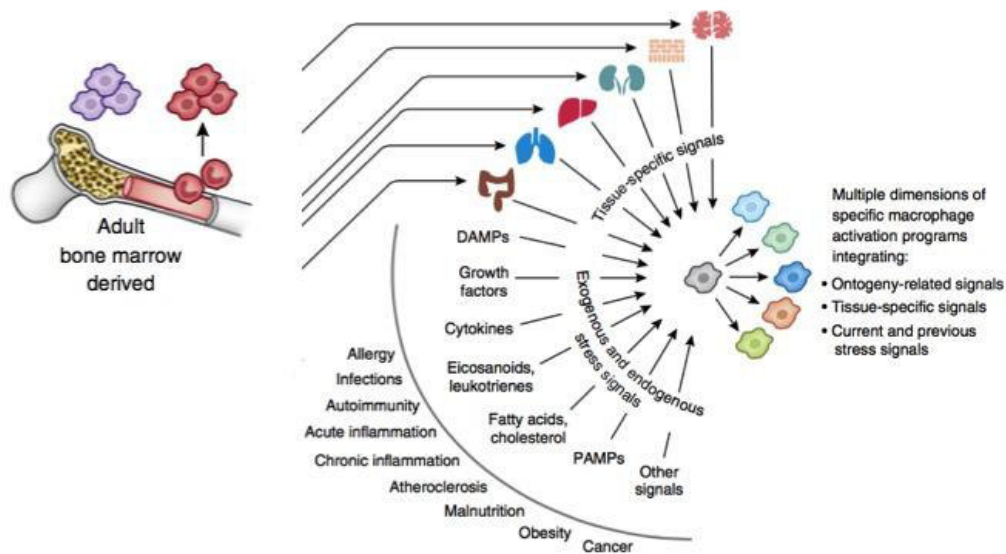 Adult
bone marrow
derived
Tissue-specific signals
DAMPs
Growth
factors
Cytokines
Eicosanoids,
leukotrienes
Fatty acids,
cholesterol
PAMPs
Other
signals
Exogenous and endogenous
stress signals
Allergy
Infections
Autoimmunity
Acute inflammation
Chronic inflammation
Atheroclerosis
Malnutrition
Obesity
Cancer
Multiple dimensions of
specific macrophage
activation programs
integrating:
• Ontogeny-related signals
• Tissue-specific signals
• Current and previous
stress signals